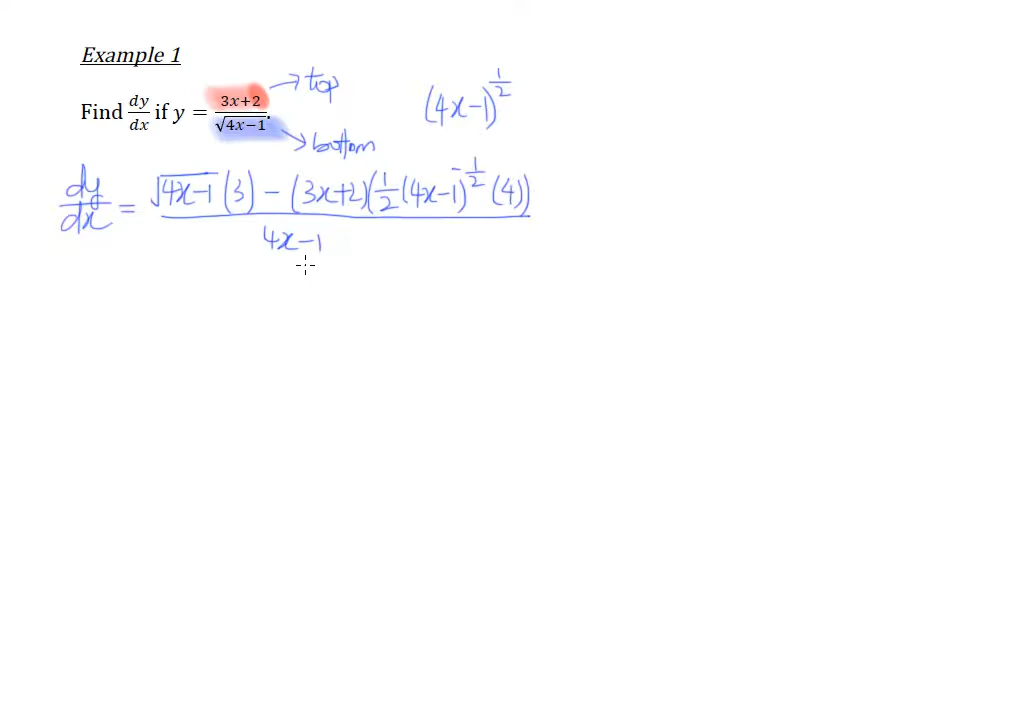 Example 1
Find dy/dx if y = (3x+2)/√(4x−1).
top
bottom
(4x−1)^(1/2)
dy/dx = (√(4x−1) (3) − (3x+2)(1/2 (4x−1)^(−1/2) (4)))/(4x−1)